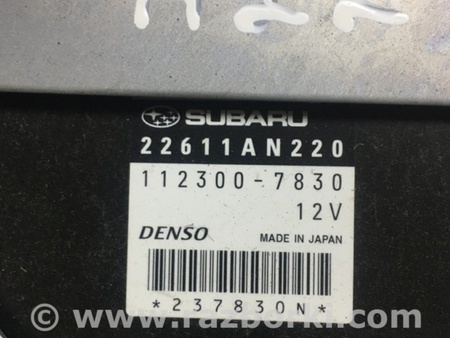 SUBARU
22611AN220
112300-7830
12V
DENSO MADE IN JAPAN
*237830N*
© www.razborki.com